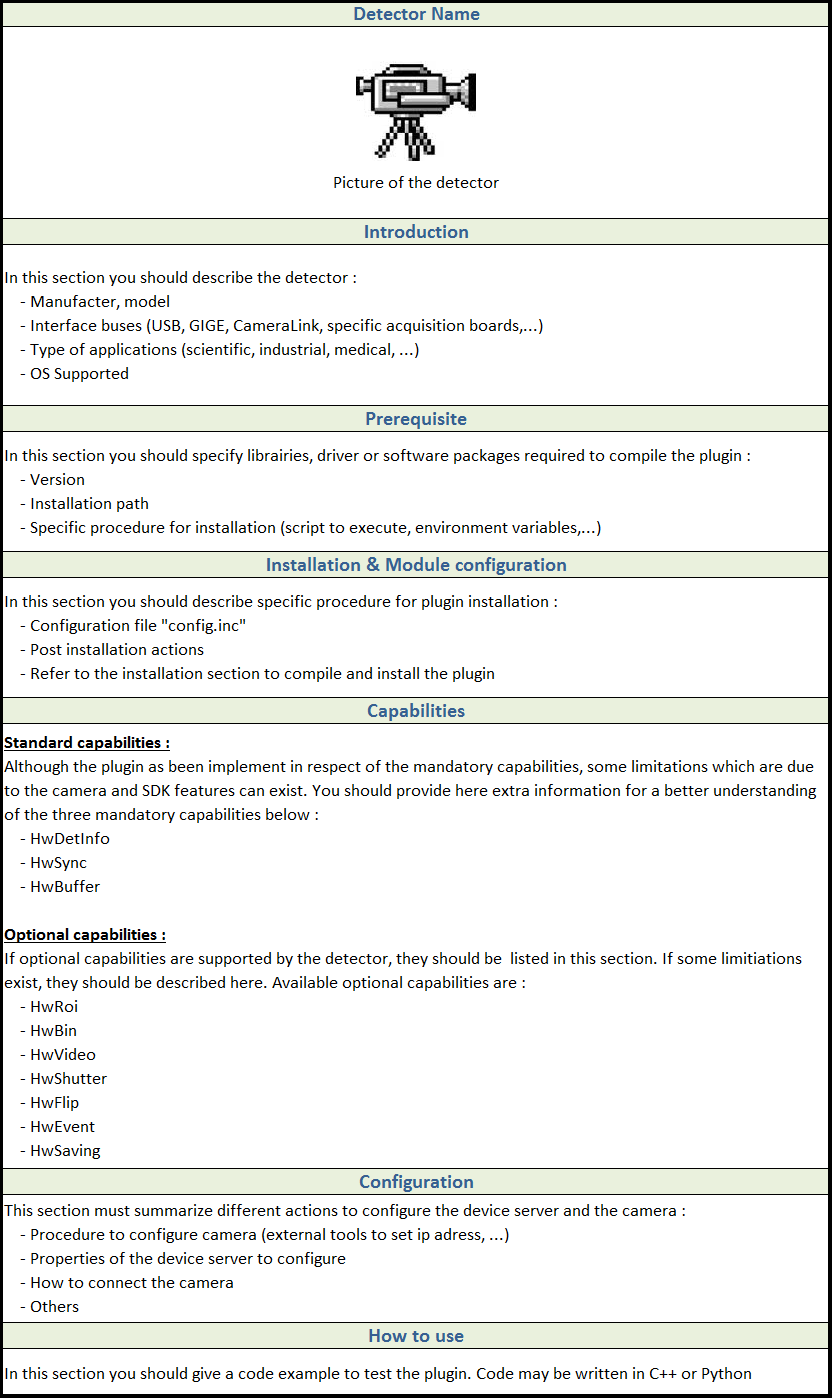 Detector Name
Picture of the detector
Introduction
In this section you should describe the detector :
- Manufacter, model
- Interface buses (USB, GIGE, CameraLink, specific acquisition boards,...)
- Type of applications (scientific, industrial, medical, ...)
- OS Supported
Prerequisite
In this section you should specify librairies, driver or software packages required to compile the plugin :
- Version
- Installation path
- Specific procedure for installation (script to execute, environment variables,...)
Installation & Module configuration
In this section you should describe specific procedure for plugin installation :
- Configuration file "config.inc"
- Post installation actions
- Refer to the installation section to compile and install the plugin
Capabilities
Standard capabilities :
Although the plugin as been implement in respect of the mandatory capabilities, some limitations which are due
to the camera and SDK features can exist. You should provide here extra information for a better understanding
of the three mandatory capabilities below :
- HwDetInfo
- HwSync
- HwBuffer
Optional capabilities :
If optional capabilities are supported by the detector, they should be  listed in this section. If some limitiations
exist, they should be described here. Available optional capabilities are :
- HwRoi
- HwBin
- HwVideo
- HwShutter
- HwFlip
- HwEvent
- HwSaving
Configuration
This section must summarize different actions to configure the device server and the camera :
- Procedure to configure camera (external tools to set ip adress, ...)
- Properties of the device server to configure
- How to connect the camera
- Others
How to use
In this section you should give a code example to test the plugin. Code may be written in C++ or Python